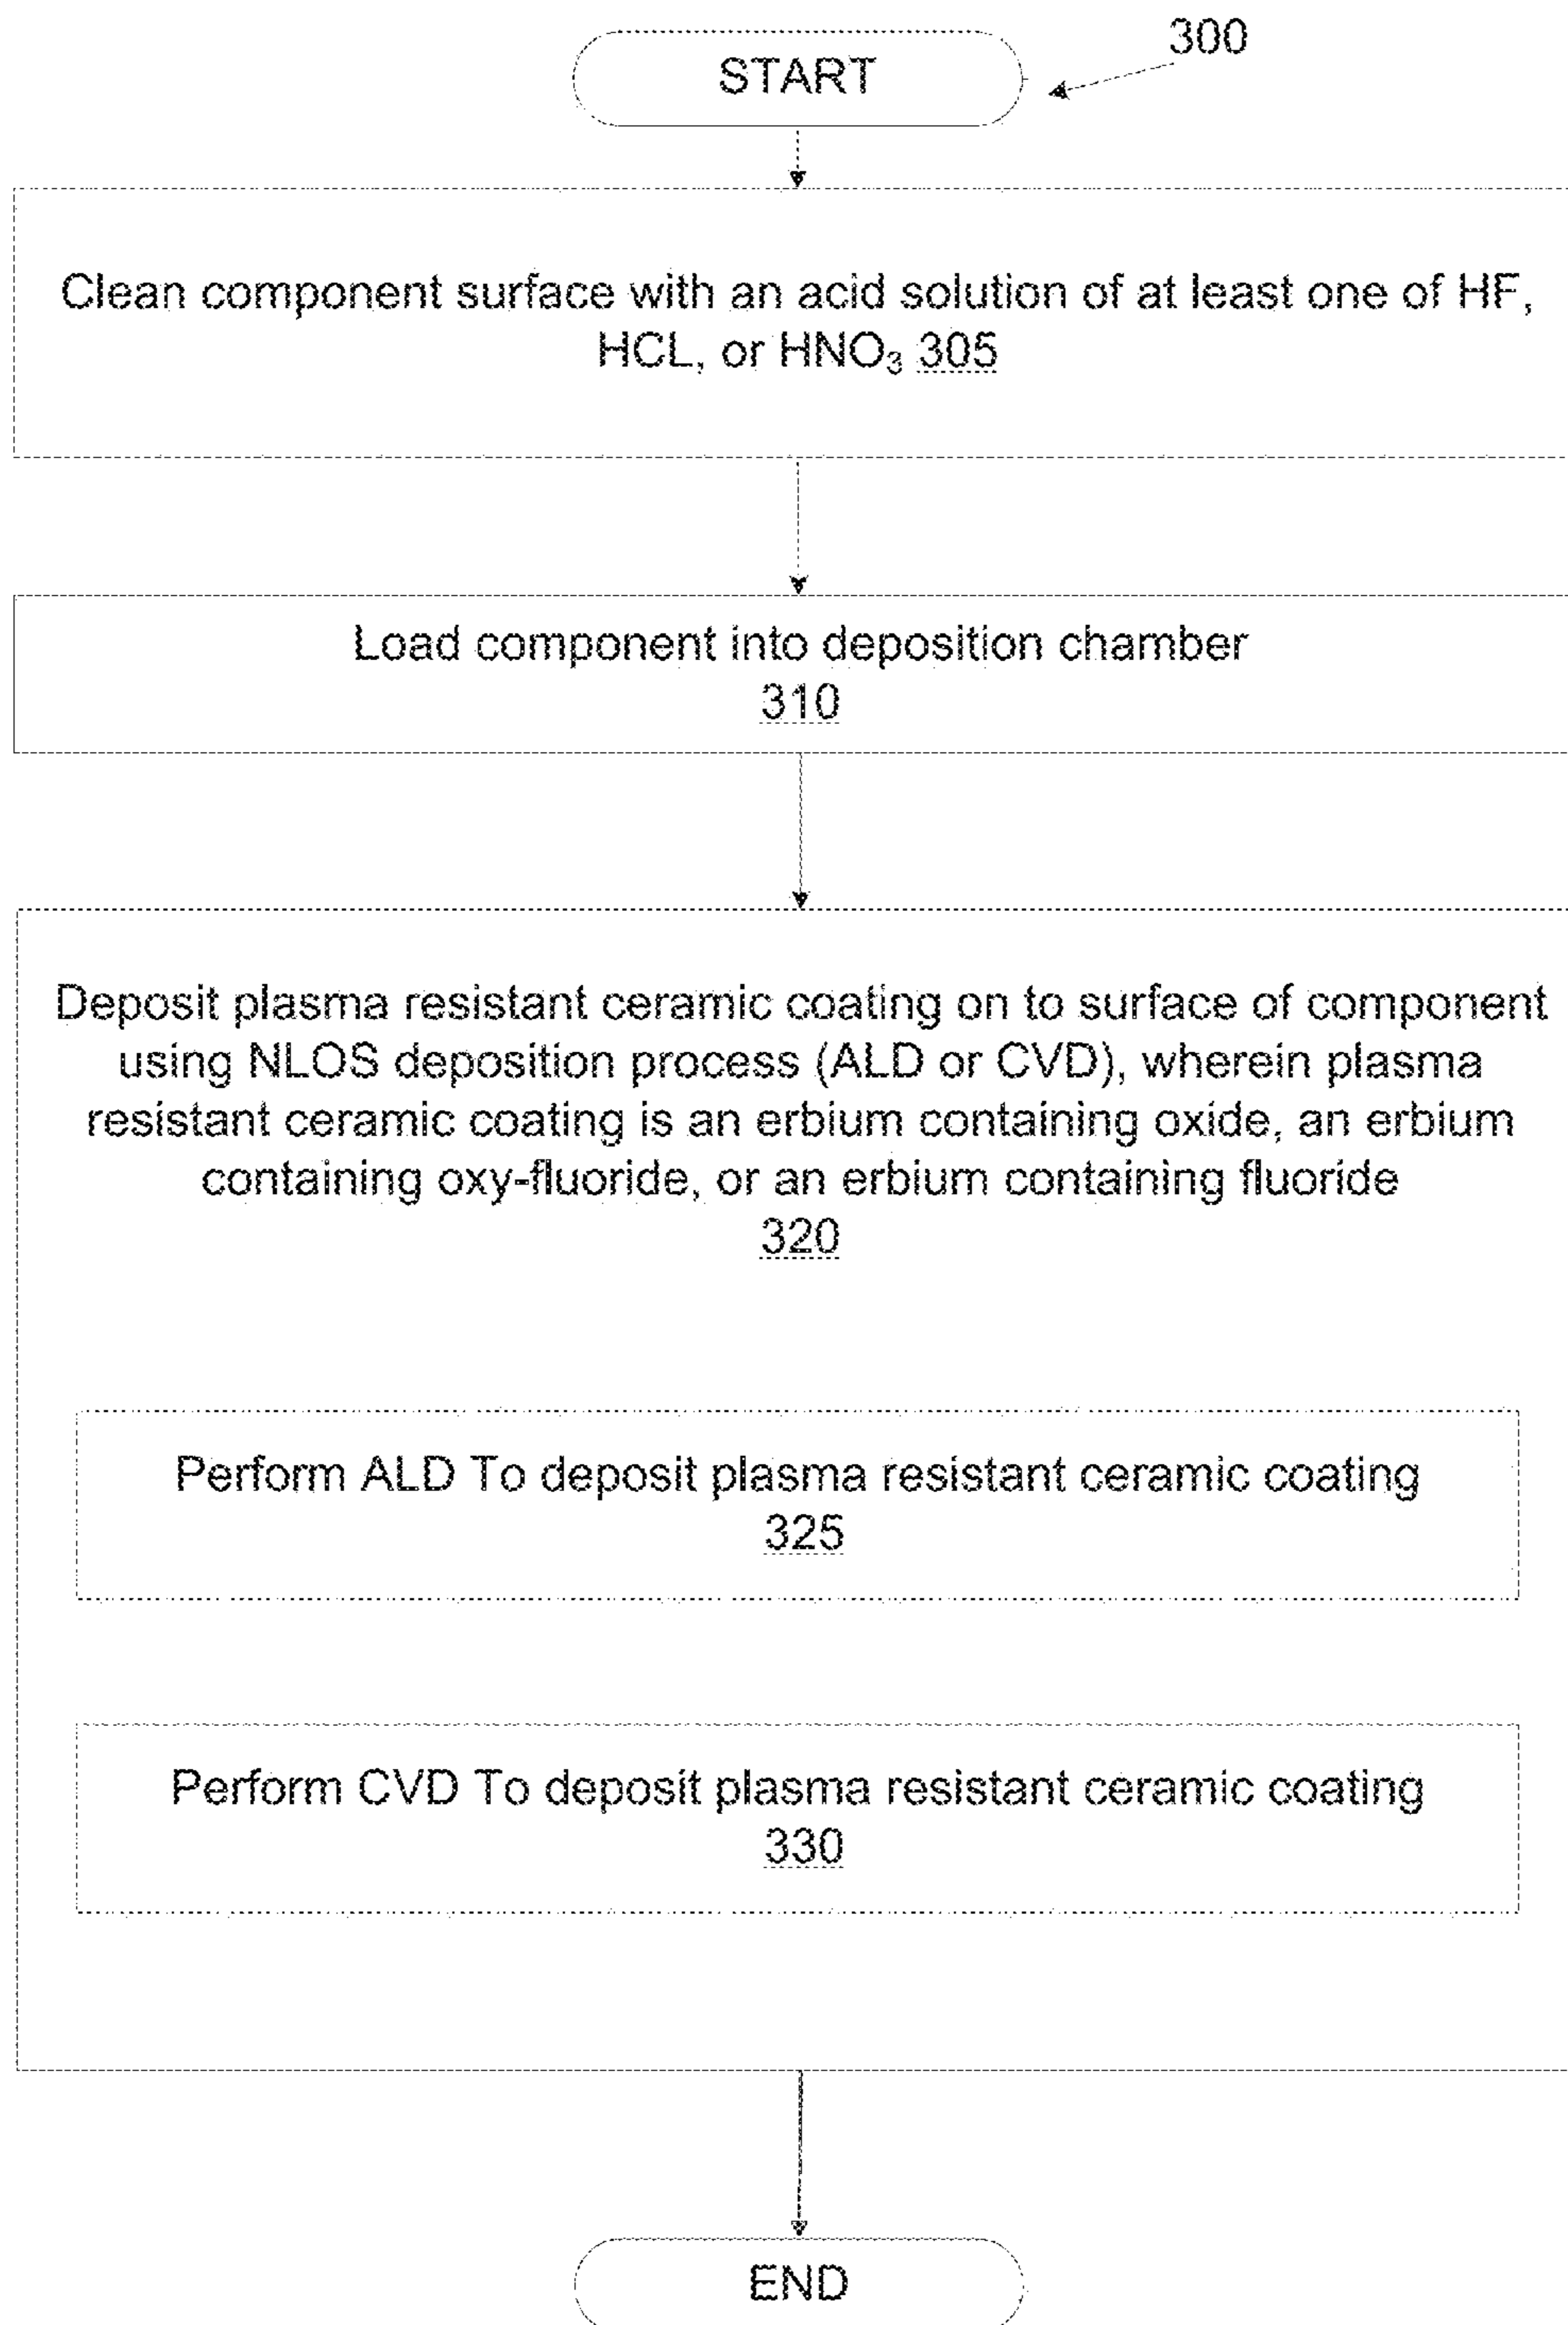 START
300
Clean component surface with an acid solution of at least one of HF,
HCL, or HNO₃ 305
Load component into deposition chamber
310
Deposit plasma resistant ceramic coating on to surface of component
using NLOS deposition process (ALD or CVD), wherein plasma
resistant ceramic coating is an erbium containing oxide, an erbium
containing oxy-fluoride, or an erbium containing fluoride
320
Perform ALD To deposit plasma resistant ceramic coating
325
Perform CVD To deposit plasma resistant ceramic coating
330
END